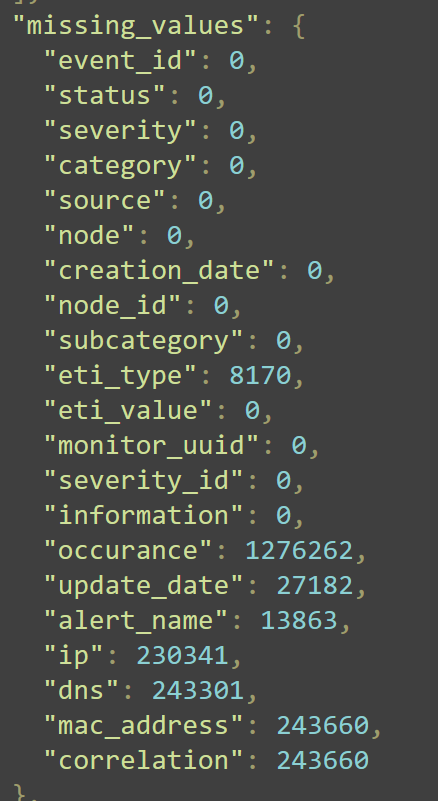 ],
"missing_values": {
"event_id": 0,
"status": 0,
"severity": 0,
"category": 0,
"source": 0,
"node": 0,
"creation_date": 0,
"node_id": 0,
"subcategory": 0,
"eti_type": 8170,
"eti_value": 0,
"monitor_uuid": 0,
"severity_id": 0,
"information": 0,
"occurance": 1276262,
"update_date": 27182,
"alert_name": 13863,
"ip": 230341,
"dns": 243301,
"mac_address": 243660,
"correlation": 243660
},